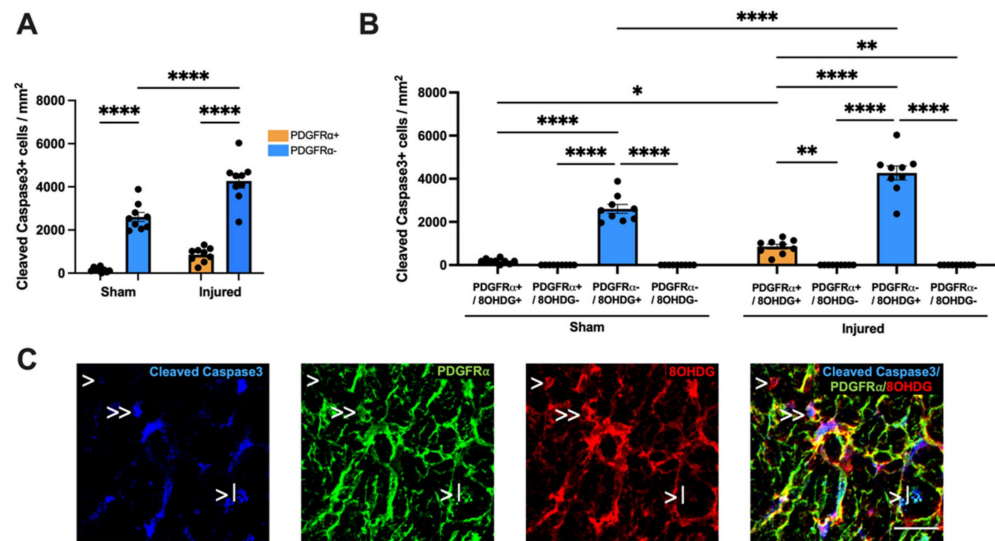 A
Cleaved Caspase3+ cells / mm²
8000
6000
4000
2000
0
****
****
****
PDGFRα+
PDGFRα-
Sham
Injured
B
Cleaved Caspase3+ cells / mm²
8000
6000
4000
2000
0
****
**
*
****
****
****
****
****
****
**
PDGFRα+
/ 8OHDG+
PDGFRα+
/ 8OHDG-
PDGFRα-
/ 8OHDG+
PDGFRα-
/ 8OHDG-
PDGFRα+
/ 8OHDG+
PDGFRα+
/ 8OHDG-
PDGFRα-
/ 8OHDG+
PDGFRα-
/ 8OHDG-
Sham
Injured
C
Cleaved Caspase3
>
>>
>|
PDGFRα
>
>>
>|
8OHDG
>
>>
>|
Cleaved Caspase3/
PDGFRα/8OHDG
>
>>
>|